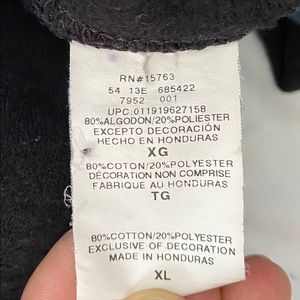 RN#15763
54 13E 685422
7952 001
UPC:011919627158
80%ALGODON/20%POLIESTER
EXCEPTO DECORACIÓN
HECHO EN HONDURAS
XG
80%COTON/20%POLYESTER
DÉCORATION NON COMPRISE
FABRIQUE AU HONDURAS
TG
80%COTTON/20%POLYESTER
EXCLUSIVE OF DECORATION
MADE IN HONDURAS
XL